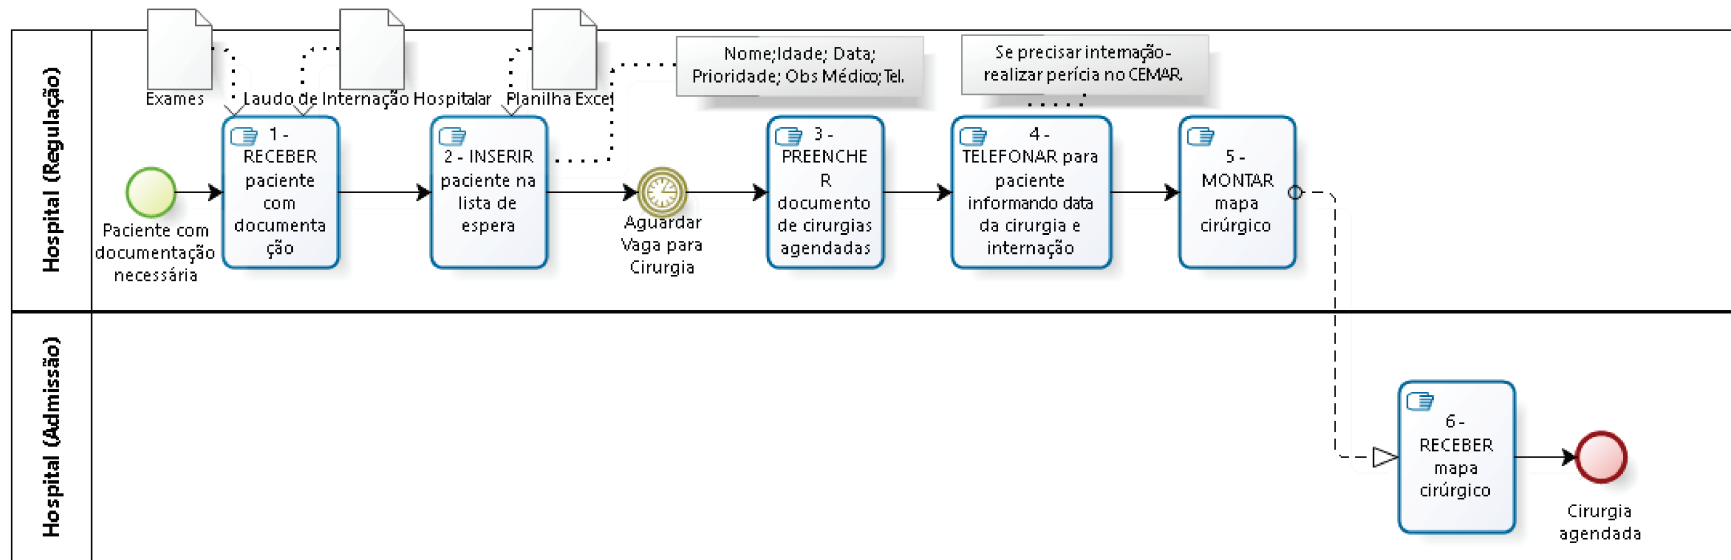 Hospital (Regulação)
Exames
Laudo de Internação Hospitalar
Planilha Excel
Nome;Idade; Data;
Prioridade; Obs Médico; Tel.
Se precisar internação-
realizar perícia no CEMAR.
Paciente com
documentação
necessária
1 -
RECEBER
paciente
com
documenta
ção
2 - INSERIR
paciente na
lista de
espera
Aguardar
Vaga para
Cirurgia
3 -
PREENCHE
R
documento
de cirurgias
agendadas
4 -
TELEFONAR para
paciente
informando data
da cirurgia e
internação
5 -
MONTAR
mapa
cirúrgico
Hospital (Admissão)
6 -
RECEBER
mapa
cirúrgico
Cirurgia
agendada